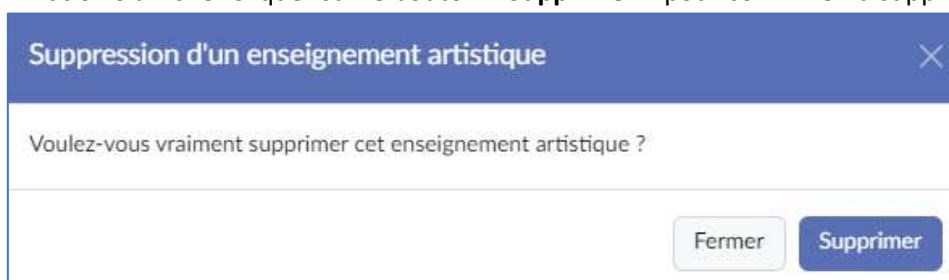 Suppression d'un enseignement artistique
Voulez-vous vraiment supprimer cet enseignement artistique ?
Fermer Supprimer